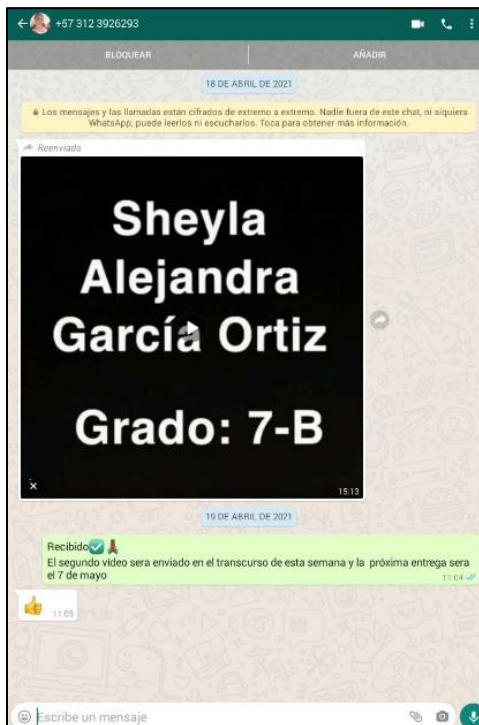 +57 312 3926293
BLOQUEAR
AÑADIR
18 DE ABRIL DE 2021
Los mensajes y las llamadas están cifrados de extremo a extremo. Nadie fuera de este chat, ni siquiera
WhatsApp, puede leerlos ni escucharlos. Toca para obtener más información.
Reenviado
Sheyla
Alejandra
García Ortiz
Grado: 7-B
15:13
19 DE ABRIL DE 2021
Recibido
El segundo video sera enviado en el transcurso de esta semana y la próxima entrega sera
el 7 de mayo
11:04
11:05
Escribe un mensaje